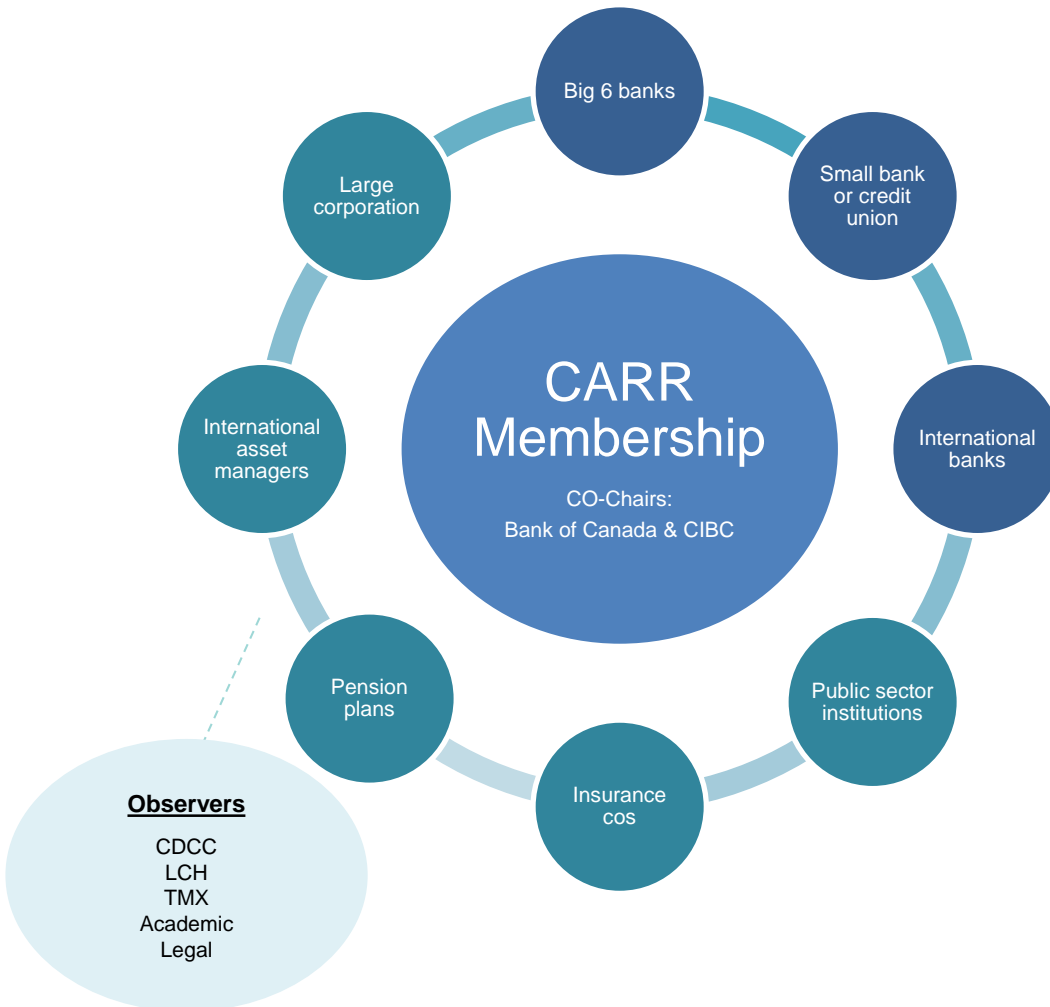 Big 6 banks
Small bank
or credit
union
International
banks
Public sector
institutions
Insurance
cos
Pension
plans
International
asset
managers
Large
corporation
CARR
Membership
CO-Chairs:
Bank of Canada & CIBC
Observers
CDCC
LCH
TMX
Academic
Legal